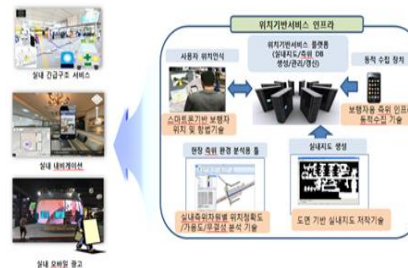 위치기반서비스 인프라
사용자 위치인식
위치기반서비스 플랫폼
(실내지도/측위 DB
생성/관리/갱신)
동적 수집 장치
스마트폰기반 보행자
위치 및 항법기술
보행자용 측위 인프라
동적수집 기술
현장 측위 환경 분석용 툴
실내지도 생성
실내측위자원별 위치정확도
/가용도/무결성 분석 기술
도면 기반 실내지도 저작기술
실내 긴급구조 서비스
실내 내비게이션
실내 모바일 광고